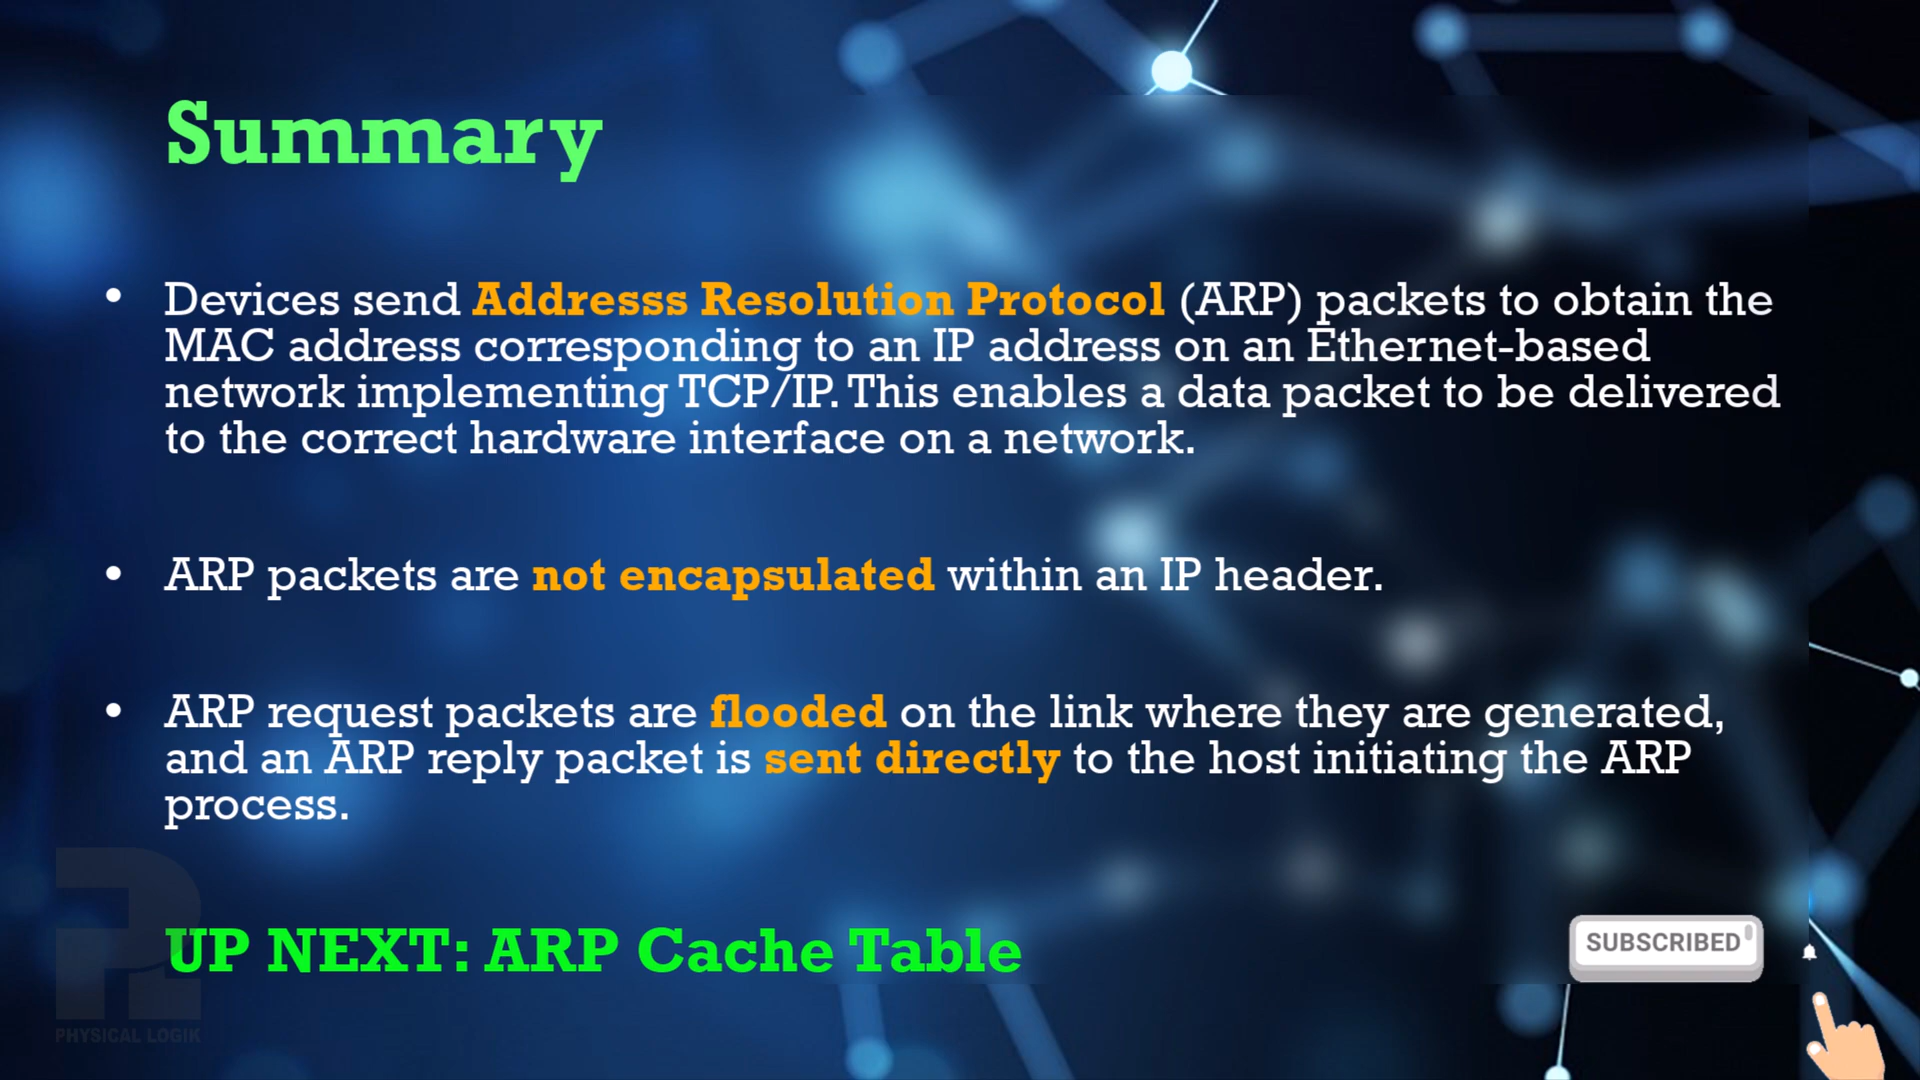 Summary
• Devices send Addresss Resolution Protocol (ARP) packets to obtain the
MAC address corresponding to an IP address on an Ethernet-based
network implementing TCP/IP. This enables a data packet to be delivered
to the correct hardware interface on a network.
• ARP packets are not encapsulated within an IP header.
• ARP request packets are flooded on the link where they are generated,
and an ARP reply packet is sent directly to the host initiating the ARP
process.
UP NEXT: ARP Cache Table
SUBSCRIBED
PHYSICAL LOGIK